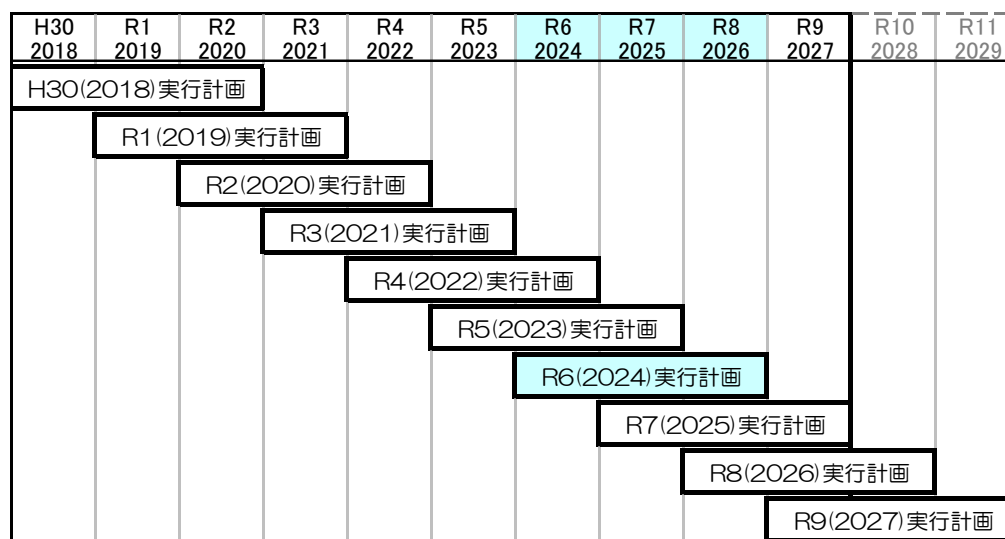 H30 R1 R2 R3 R4 R5 R6 R7 R8 R9 R10 R11
2018 2019 2020 2021 2022 2023 2024 2025 2026 2027 2028 2029
H30(2018)実行計画
R1(2019)実行計画
R2(2020)実行計画
R3(2021)実行計画
R4(2022)実行計画
R5(2023)実行計画
R6(2024)実行計画
R7(2025)実行計画
R8(2026)実行計画
R9(2027)実行計画